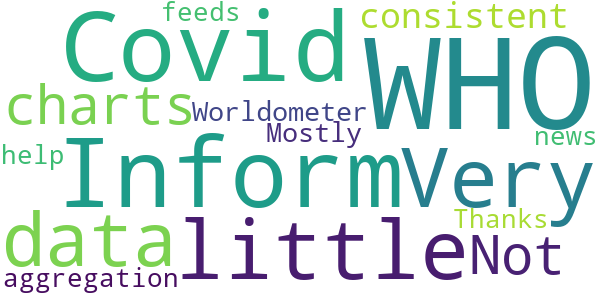 feeds
consistent
Covid
WHO
charts
Worldometer
Mostly
news
help
Inform
Very
Thanks
data
little
Not
aggregation